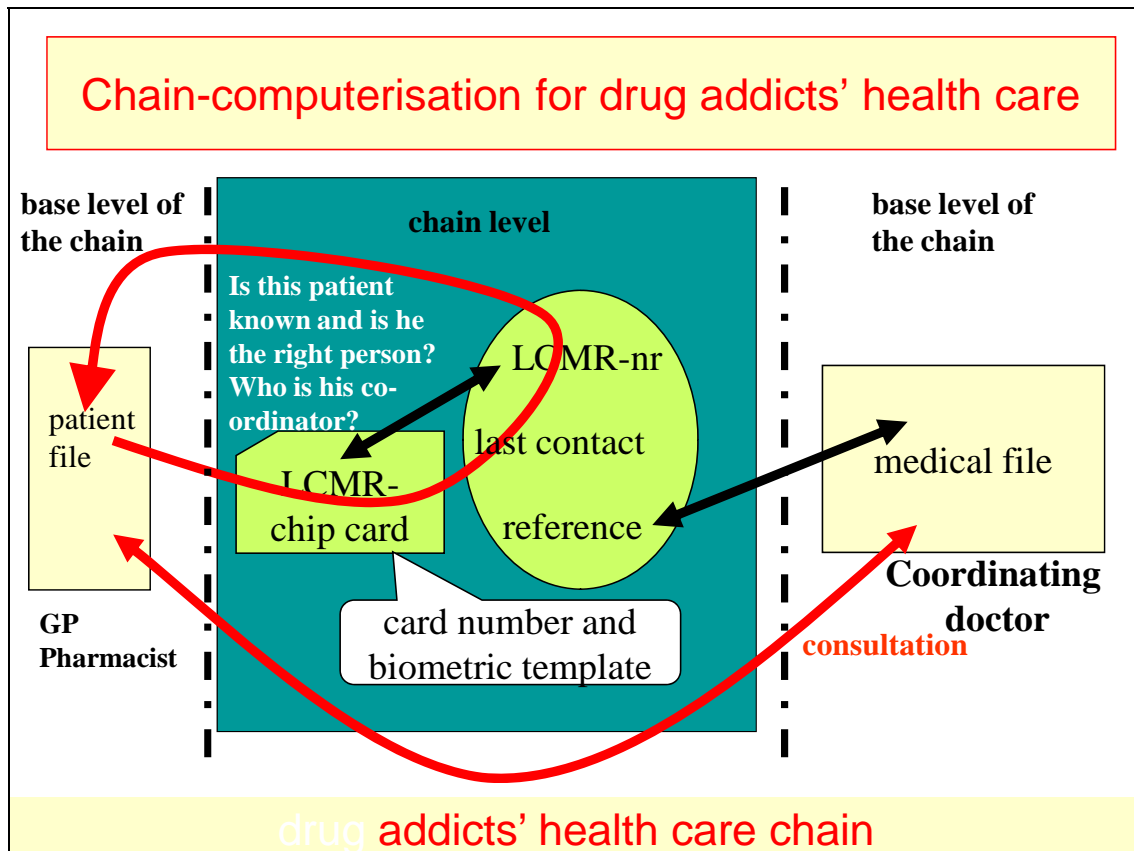 Chain-computerisation for drug addicts' health care
base level of
the chain
chain level
base level of
the chain
Is this patient
known and is he
the right person?
Who is his co-
ordinator?
LCMR-nr
last contact
reference
patient
file
LCMR-
chip card
medical file
card number and
biometric template
GP
Pharmacist
Coordinating
doctor
consultation
drug addicts' health care chain